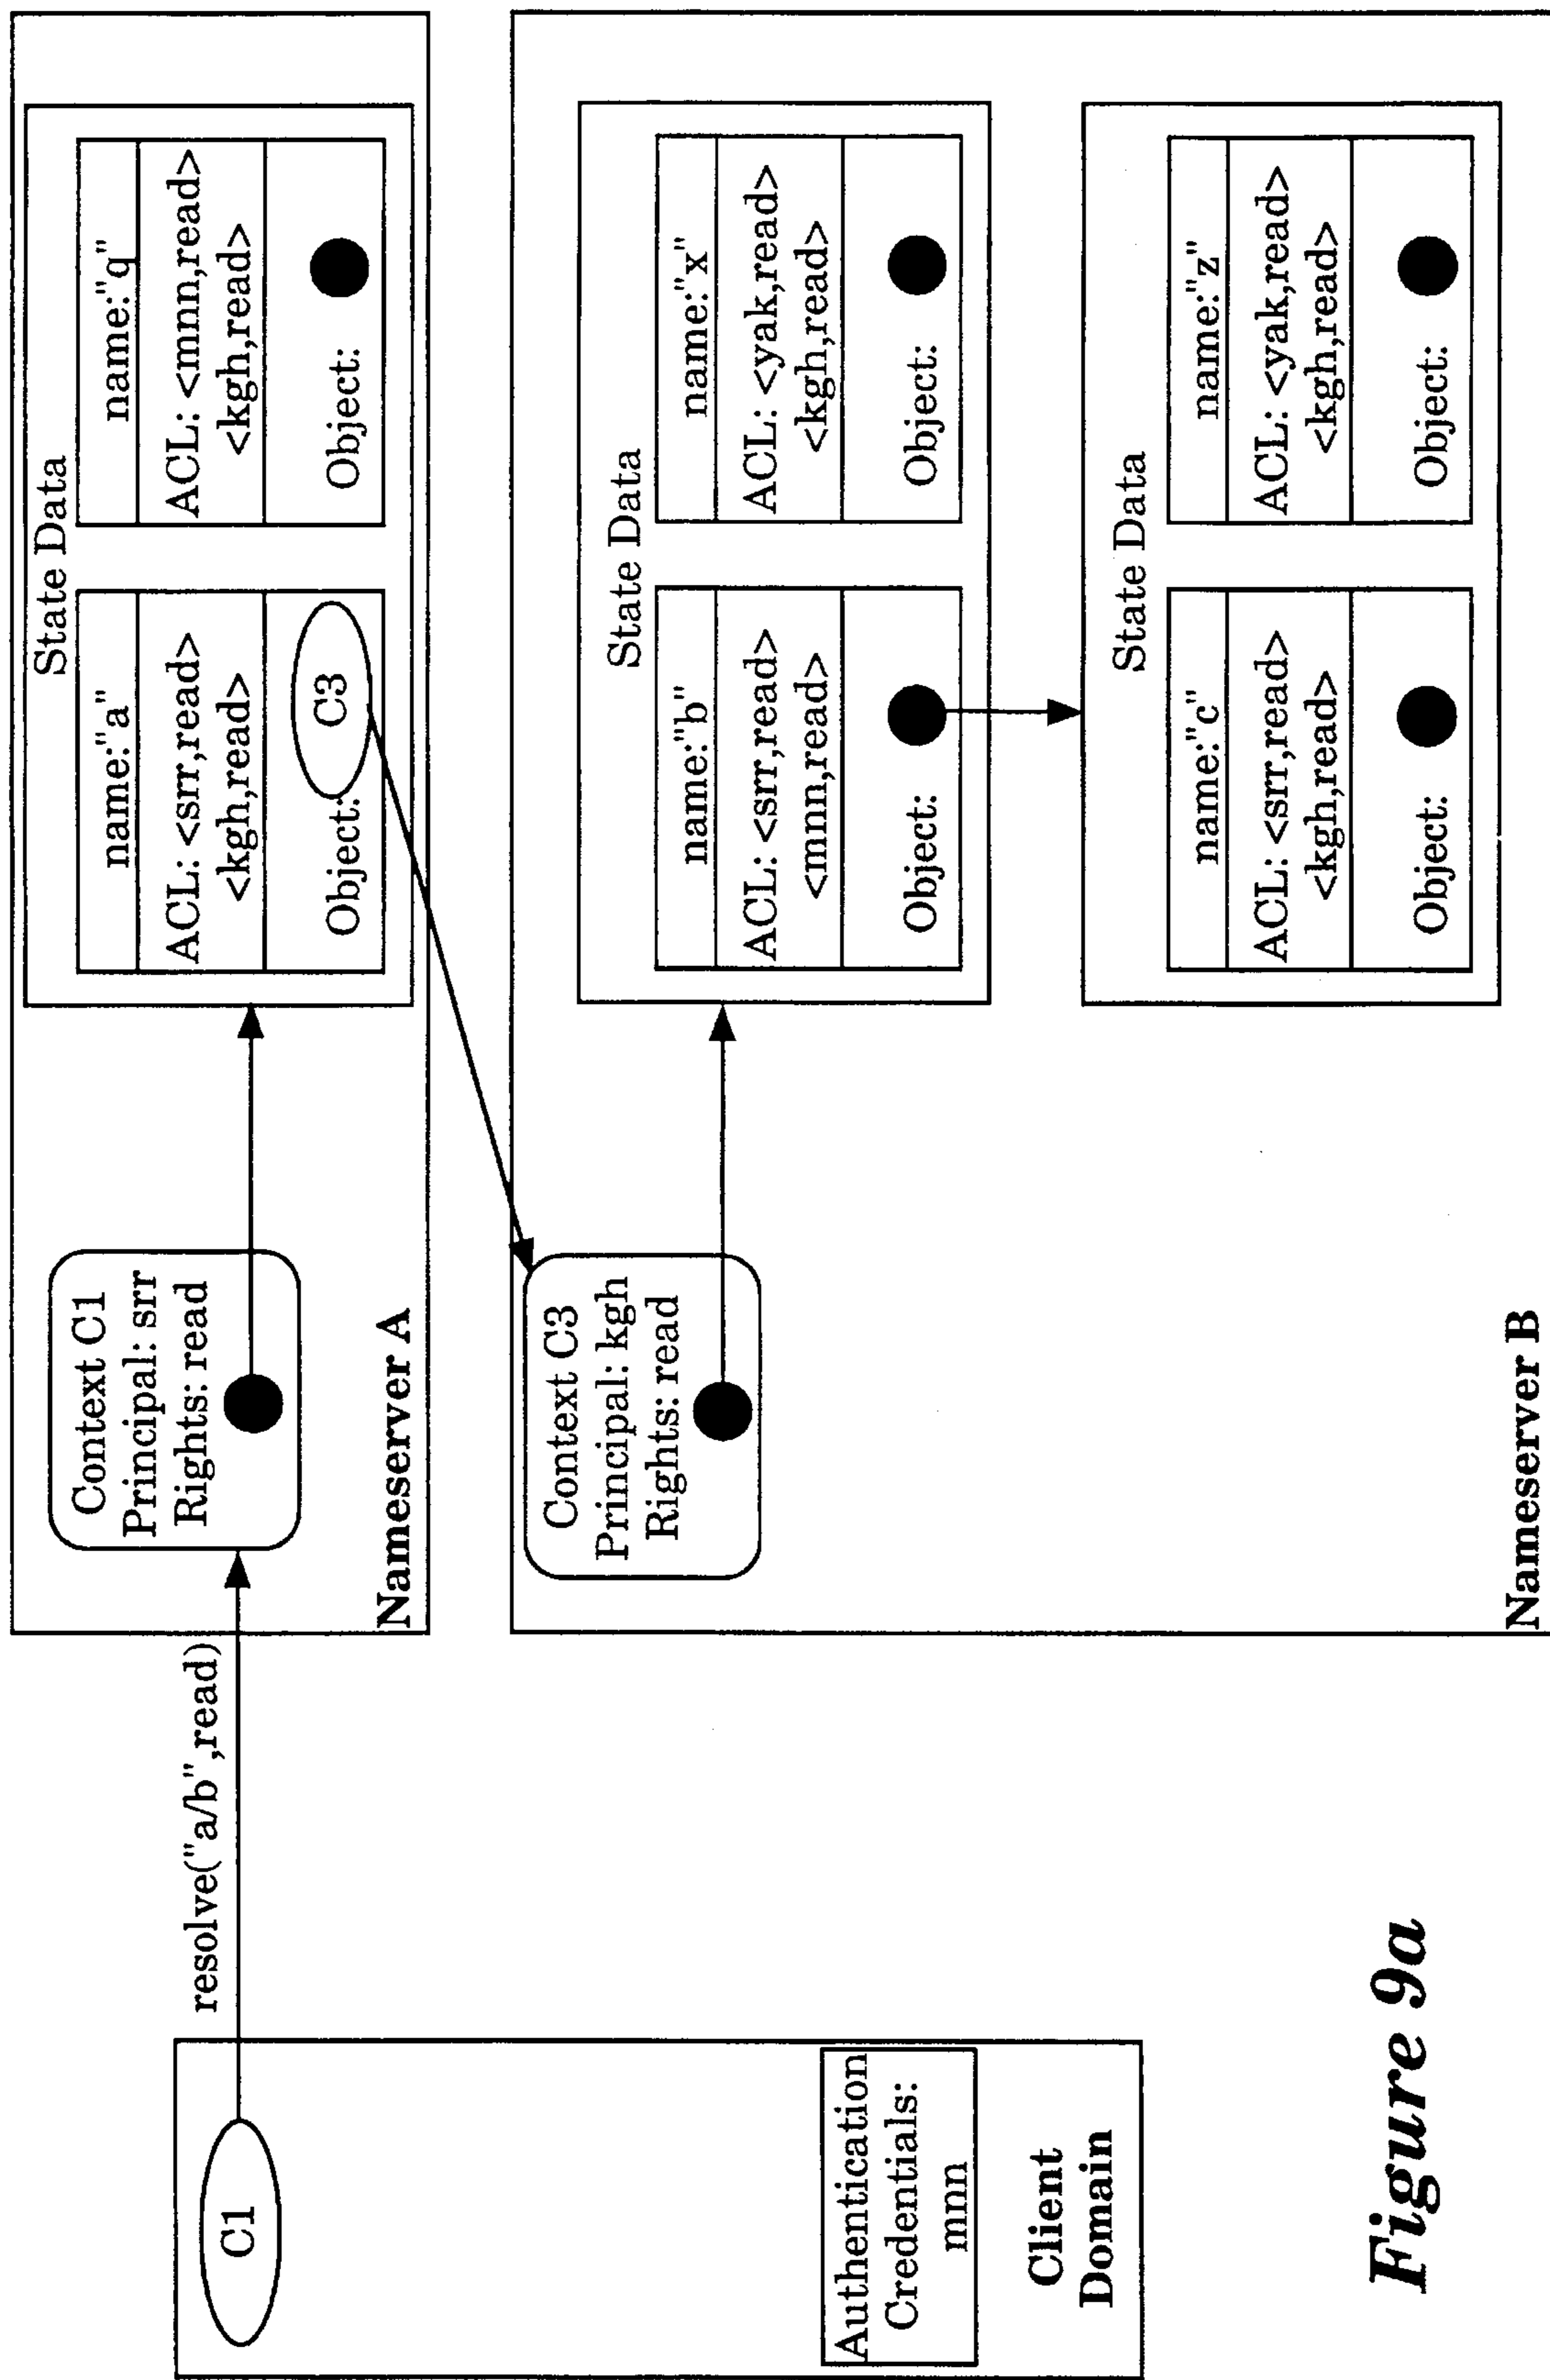 C1
resolve("a/b",read)
Authentication
Credentials:
mnn
Client
Domain
Context C1
Principal: srr
Rights: read
Nameserver A
State Data
name:"a"
ACL: <srr,read>
<kgh,read>
Object:
C3
name:"q"
ACL: <mnn,read>
<kgh,read>
Object:
Context C3
Principal: kgh
Rights: read
Nameserver B
State Data
name:"b"
ACL: <srr,read>
<mnn,read>
Object:
name:"x"
ACL: <yak,read>
<kgh,read>
Object:
State Data
name:"c"
ACL: <srr,read>
<kgh,read>
Object:
name:"z"
ACL: <yak,read>
<kgh,read>
Object:
Figure 9a